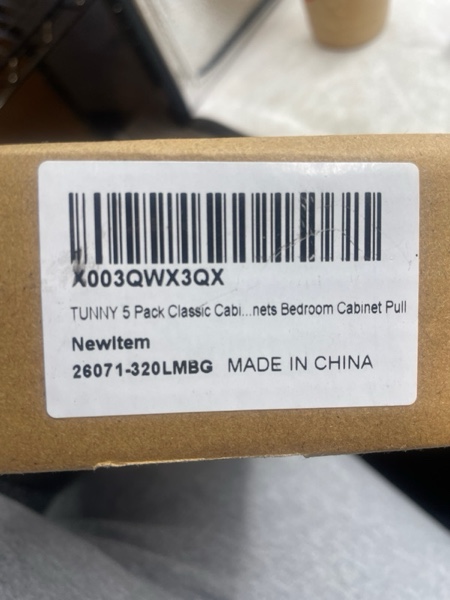 X003QWX3QX
TUNNY 5 Pack Classic Cabi...nets Bedroom Cabinet Pull
NewItem
26071-320LMBG MADE IN CHINA